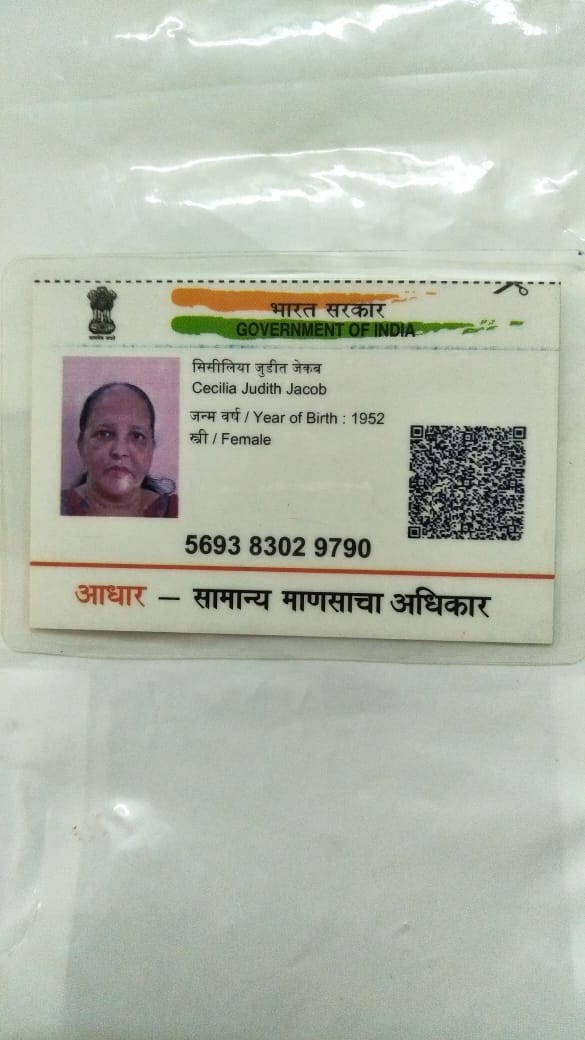 भारत सरकार
GOVERNMENT OF INDIA
सिसीलिया जुडीत जेकब
Cecilia Judith Jacob
जन्म वर्ष / Year of Birth : 1952
स्त्री / Female
5693 8302 9790
आधार — सामान्य माणसाचा अधिकार